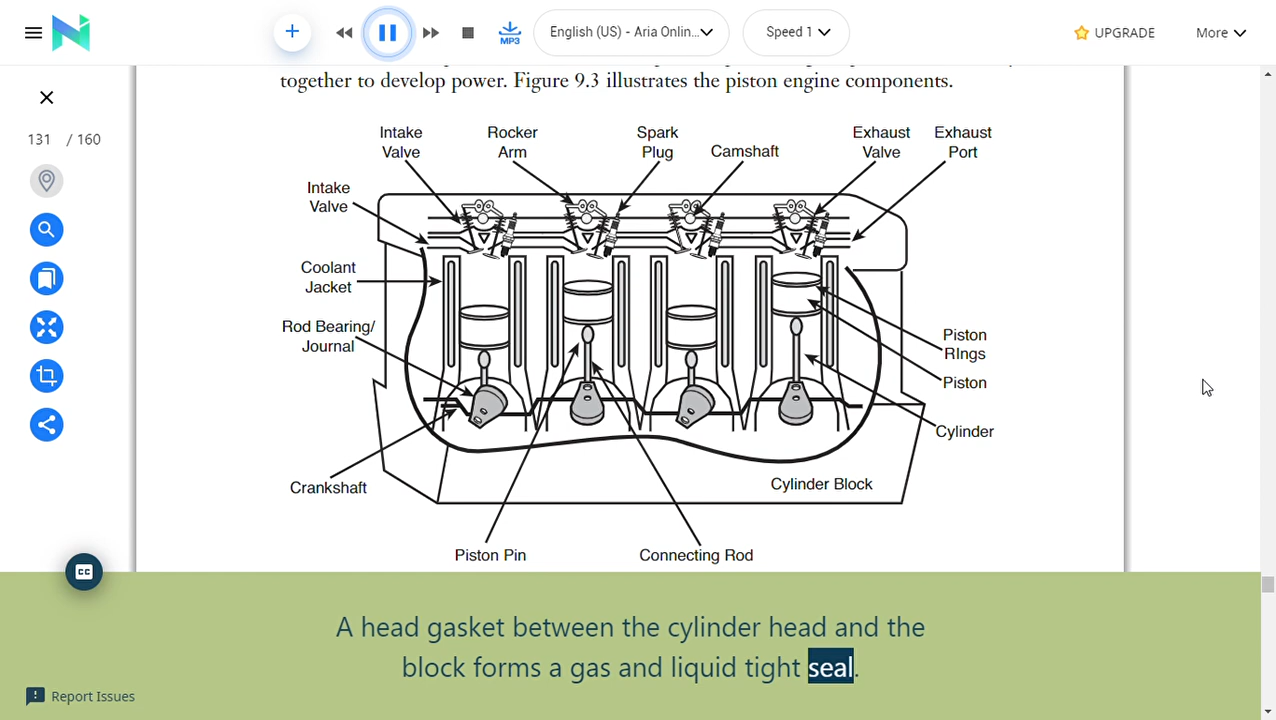 MP3
English (US) - Aria Onlin...
Speed 1
UPGRADE
More
131 / 160
together to develop power. Figure 9.3 illustrates the piston engine components.
Intake
Valve
Rocker
Arm
Spark
Plug
Camshaft
Exhaust
Valve
Exhaust
Port
Intake
Valve
Coolant
Jacket
Rod Bearing/
Journal
Piston
RIngs
Piston
Cylinder
Crankshaft
Cylinder Block
Piston Pin
Connecting Rod
CC
A head gasket between the cylinder head and the
block forms a gas and liquid tight seal.
Report Issues